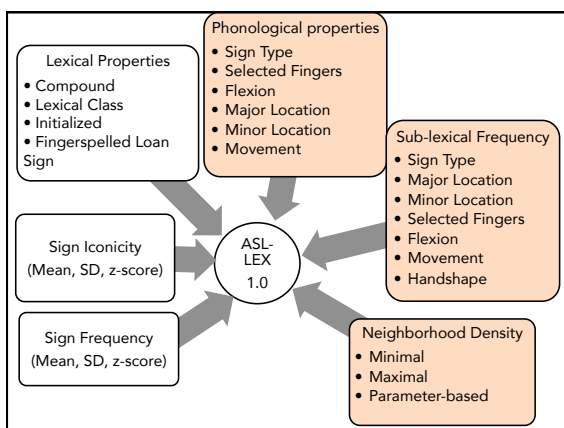 Lexical Properties
• Compound
• Lexical Class
• Initialized
• Fingerspelled Loan
Sign
Phonological properties
• Sign Type
• Selected Fingers
• Flexion
• Major Location
• Minor Location
• Movement
Sub-lexical Frequency
• Sign Type
• Major Location
• Minor Location
• Selected Fingers
• Flexion
• Movement
• Handshape
Sign Iconicity
(Mean, SD, z-score)
ASL-
LEX
1.0
Sign Frequency
(Mean, SD, z-score)
Neighborhood Density
• Minimal
• Maximal
• Parameter-based